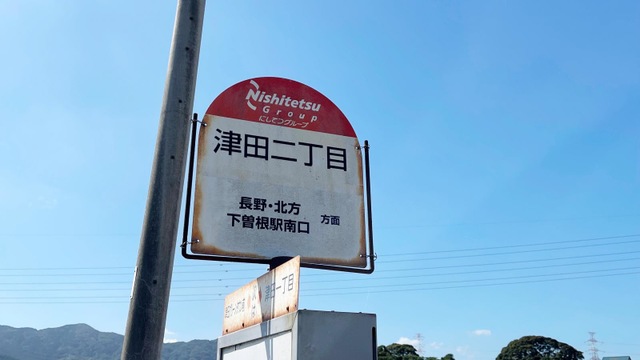 Nishitetsu
Group
にしてつグループ
津田二丁目
長野・北方
下曽根駅南口
方面
津田二丁目